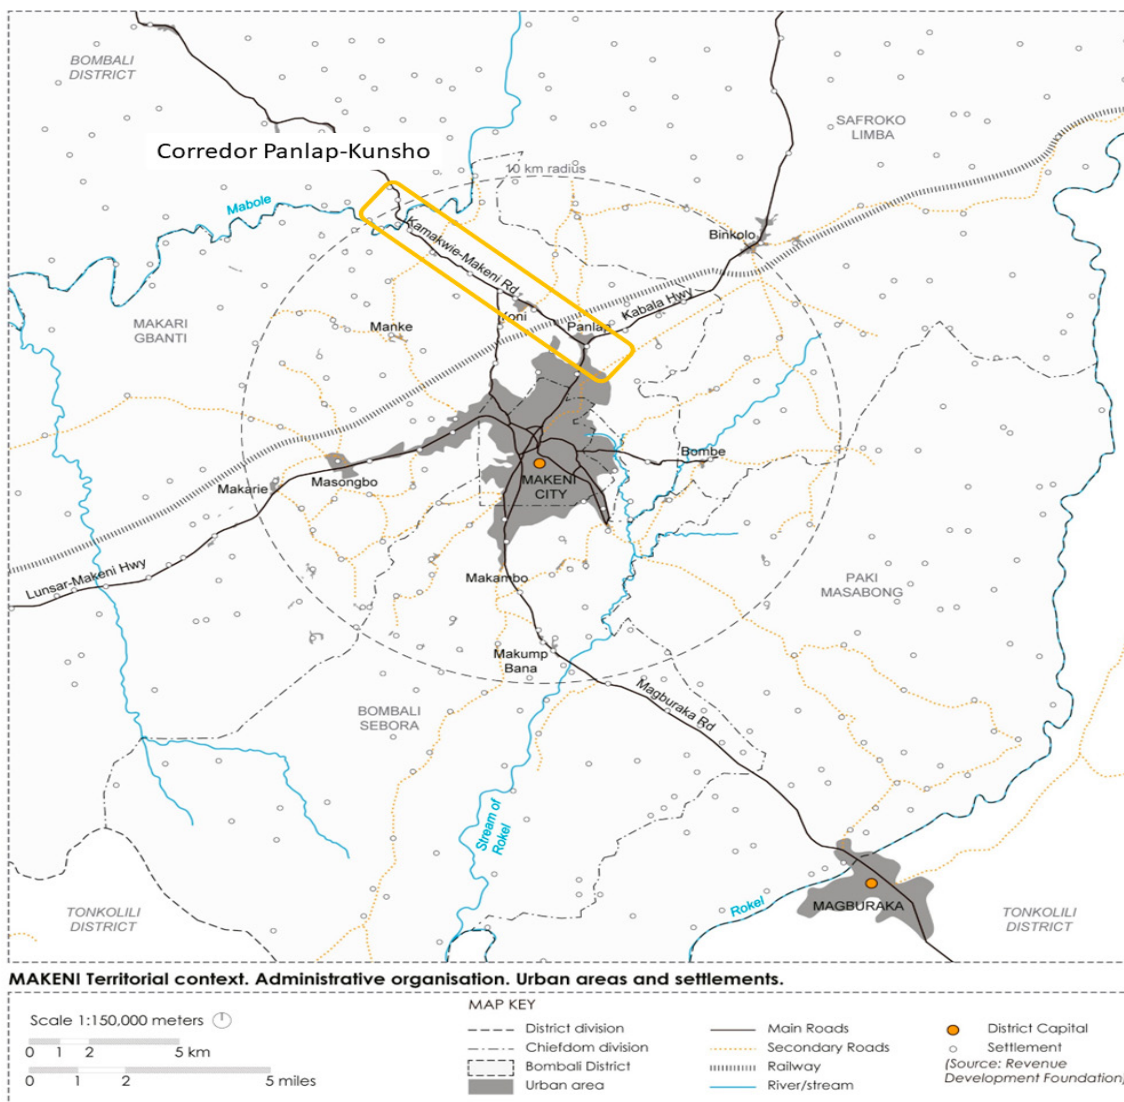 BOMBALI
DISTRICT
SAFROKO
LIMBA
Corredor Panlap-Kunsho
10 km radius
Mabole
Kamakwie-Makeni Rd
Binkolo
Kabala Hwy
MAKARI
GBANTI
Manke
Koni
Panlap
Bombe
MAKENI
CITY
Masongbo
Makarie
Lunsar-Makeni Hwy
Makambo
PAKI
MASABONG
Makump
Bana
Magburaka Rd
BOMBALI
SEBORA
Stream of
Rokel
Rokel
MAGBURAKA
TONKOLILI
DISTRICT
TONKOLILI
DISTRICT
MAKENI Territorial context. Administrative organisation. Urban areas and settlements.
MAP KEY
Scale 1:150,000 meters
0 1 2 5 km
0 1 2 5 miles
District division
Chiefdom division
Bombali District
Urban area
Main Roads
Secondary Roads
Railway
River/stream
District Capital
Settlement
(Source: Revenue
Development Foundation)